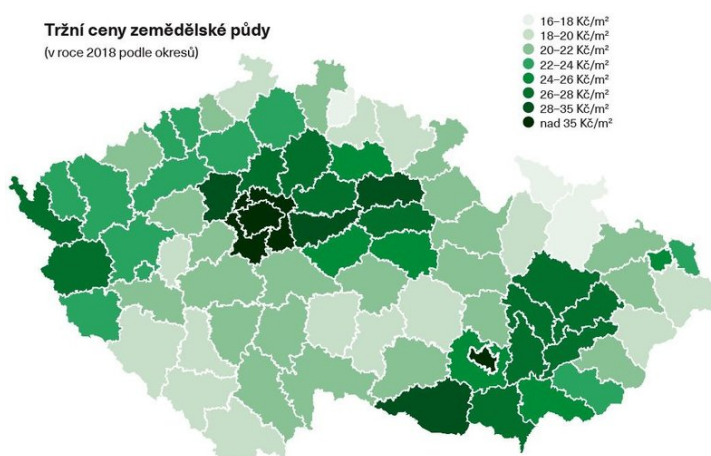 Tržní ceny zemědělské půdy
(v roce 2018 podle okresů)
16–18 Kč/m²
18–20 Kč/m²
20–22 Kč/m²
22–24 Kč/m²
24–26 Kč/m²
26–28 Kč/m²
28–35 Kč/m²
nad 35 Kč/m²